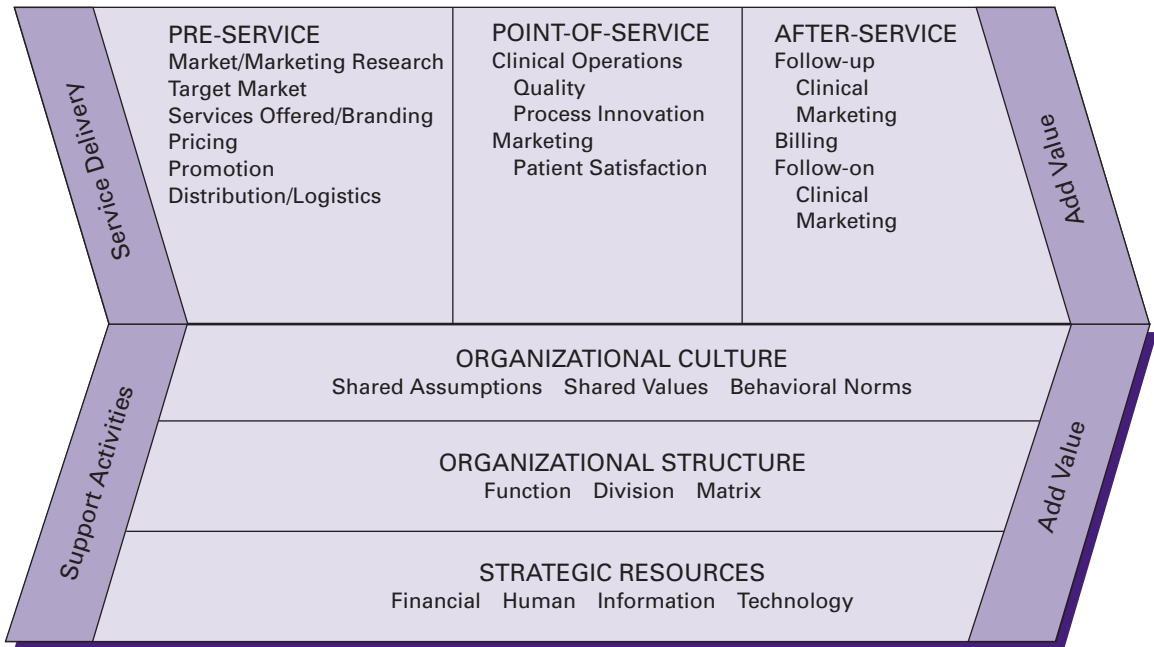 Service Delivery
PRE-SERVICE
Market/Marketing Research
Target Market
Services Offered/Branding
Pricing
Promotion
Distribution/Logistics
POINT-OF-SERVICE
Clinical Operations
Quality
Process Innovation
Marketing
Patient Satisfaction
AFTER-SERVICE
Follow-up
Clinical
Marketing
Billing
Follow-on
Clinical
Marketing
Add Value
Support Activities
ORGANIZATIONAL CULTURE
Shared Assumptions Shared Values Behavioral Norms
ORGANIZATIONAL STRUCTURE
Function Division Matrix
STRATEGIC RESOURCES
Financial Human Information Technology
Add Value